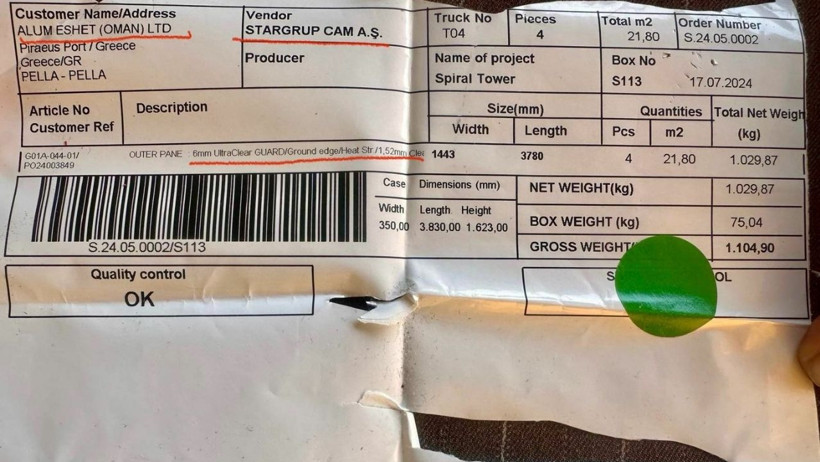 Customer Name/Address
ALUM ESHET (OMAN) LTD
Piraeus Port / Greece
Greece/GR
PELLA - PELLA
Vendor
STARGRUP CAM A.Ş.
Producer
Truck No
T04
Pieces
4
Total m2
21,80
Order Number
S.24.05.0002
Name of project
Spiral Tower
Box No
S113 17.07.2024
Article No
Customer Ref
Description
Size(mm)
Width Length
Quantities
Pcs m2
Total Net Weigh
(kg)
G01A-044-01/
PO24003849
OUTER PANE : 6mm UltraClear GUARD/Ground edge/Heat Str./1,52mm Cle 1443 3780 4 21,80 1.029,87
S.24.05.0002/S113
Case Dimensions (mm)
Width Length Height
350,00 3.830,00 1.623,00
NET WEIGHT(kg) 1.029,87
BOX WEIGHT (kg) 75,04
GROSS WEIGHT( 1.104,90
Quality control
OK
S OL